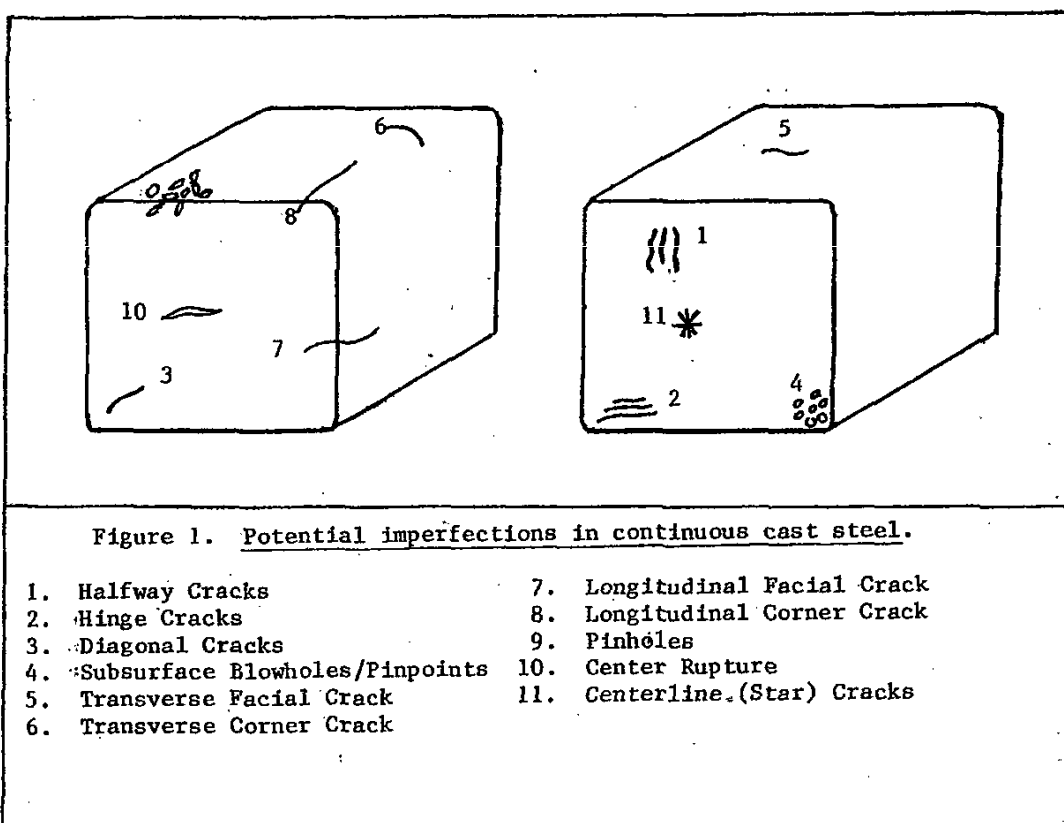 6
8
10
7
3
5
1
11
4
2
Figure 1. Potential imperfections in continuous cast steel.
1. Halfway Cracks
2. Hinge Cracks
3. Diagonal Cracks
4. Subsurface Blowholes/Pinpoints
5. Transverse Facial Crack
6. Transverse Corner Crack
7. Longitudinal Facial Crack
8. Longitudinal Corner Crack
9. Pinholes
10. Center Rupture
11. Centerline (Star) Cracks